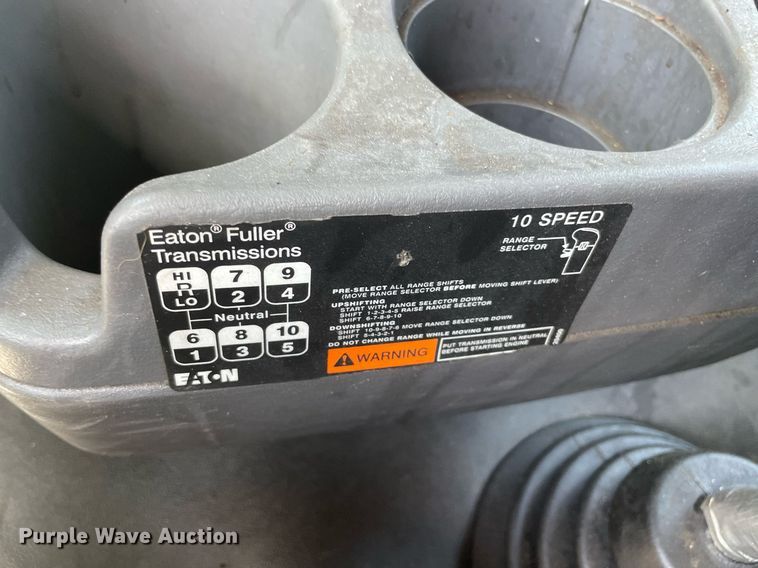 Eaton® Fuller®
Transmissions
10 SPEED
RANGE
SELECTOR
HI
R
LO
7
2
9
4
Neutral
6
1
8
3
10
5
EATON
PRE-SELECT ALL RANGE SHIFTS
(MOVE RANGE SELECTOR BEFORE MOVING SHIFT LEVER)
UPSHIFTING
START WITH RANGE SELECTOR DOWN
SHIFT 1-2-3-4-5 RAISE RANGE SELECTOR
SHIFT 6-7-8-9-10
DOWNSHIFTING
SHIFT 10-9-8-7-6 MOVE RANGE SELECTOR DOWN
SHIFT 5-4-3-2-1
DO NOT CHANGE RANGE WHILE MOVING IN REVERSE
WARNING
PUT TRANSMISSION IN NEUTRAL
BEFORE STARTING ENGINE
Purple Wave Auction